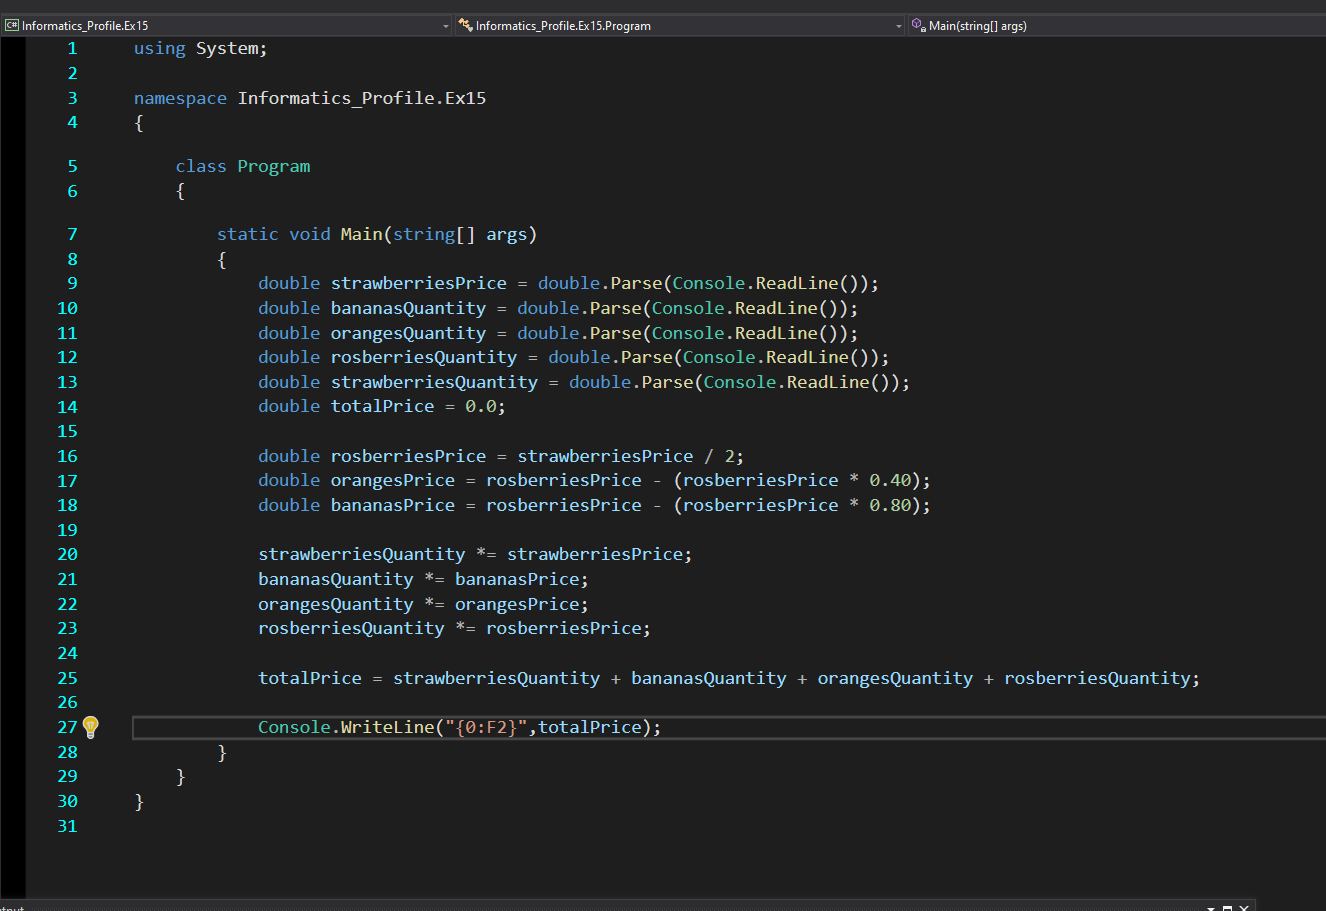 C# Informatics_Profile.Ex15 Informatics_Profile.Ex15.Program Main(string[] args)
1 using System;
2
3 namespace Informatics_Profile.Ex15
4 {
5 class Program
6 {
7 static void Main(string[] args)
8 {
9 double strawberriesPrice = double.Parse(Console.ReadLine());
10 double bananasQuantity = double.Parse(Console.ReadLine());
11 double orangesQuantity = double.Parse(Console.ReadLine());
12 double rosberriesQuantity = double.Parse(Console.ReadLine());
13 double strawberriesQuantity = double.Parse(Console.ReadLine());
14 double totalPrice = 0.0;
15
16 double rosberriesPrice = strawberriesPrice / 2;
17 double orangesPrice = rosberriesPrice - (rosberriesPrice * 0.40);
18 double bananasPrice = rosberriesPrice - (rosberriesPrice * 0.80);
19
20 strawberriesQuantity *= strawberriesPrice;
21 bananasQuantity *= bananasPrice;
22 orangesQuantity *= orangesPrice;
23 rosberriesQuantity *= rosberriesPrice;
24
25 totalPrice = strawberriesQuantity + bananasQuantity + orangesQuantity + rosberriesQuantity;
26
27 Console.WriteLine("{0:F2}",totalPrice);
28 }
29 }
30 }
31